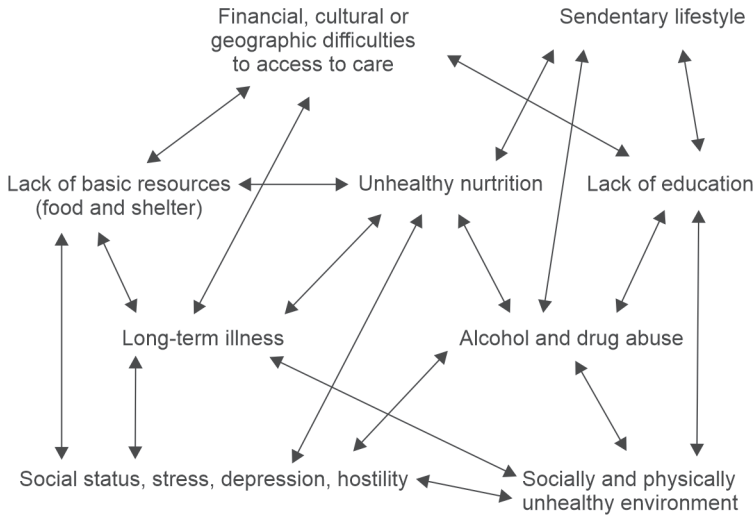 Financial, cultural or
geographic difficulties
to access to care
Sendentary lifestyle
Lack of basic resources
(food and shelter)
Unhealthy nurtrition
Lack of education
Long-term illness
Alcohol and drug abuse
Social status, stress, depression, hostility
Socially and physically
unhealthy environment